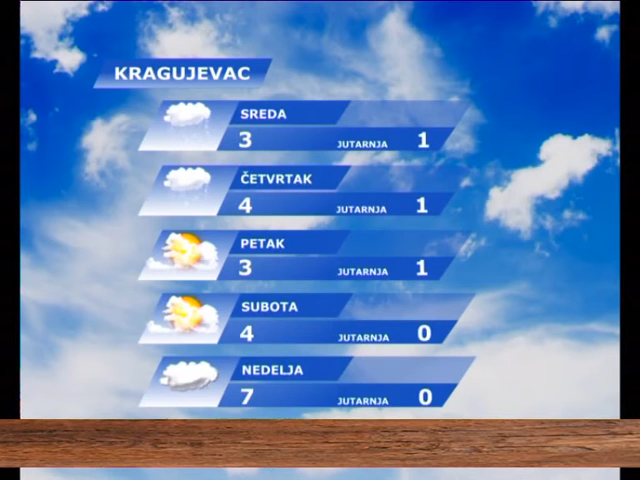 KRAGUJEVAC
SREDA
3 JUTARNJA 1
ČETVRTAK
4 JUTARNJA 1
PETAK
3 JUTARNJA 1
SUBOTA
4 JUTARNJA 0
NEDELJA
7 JUTARNJA 0